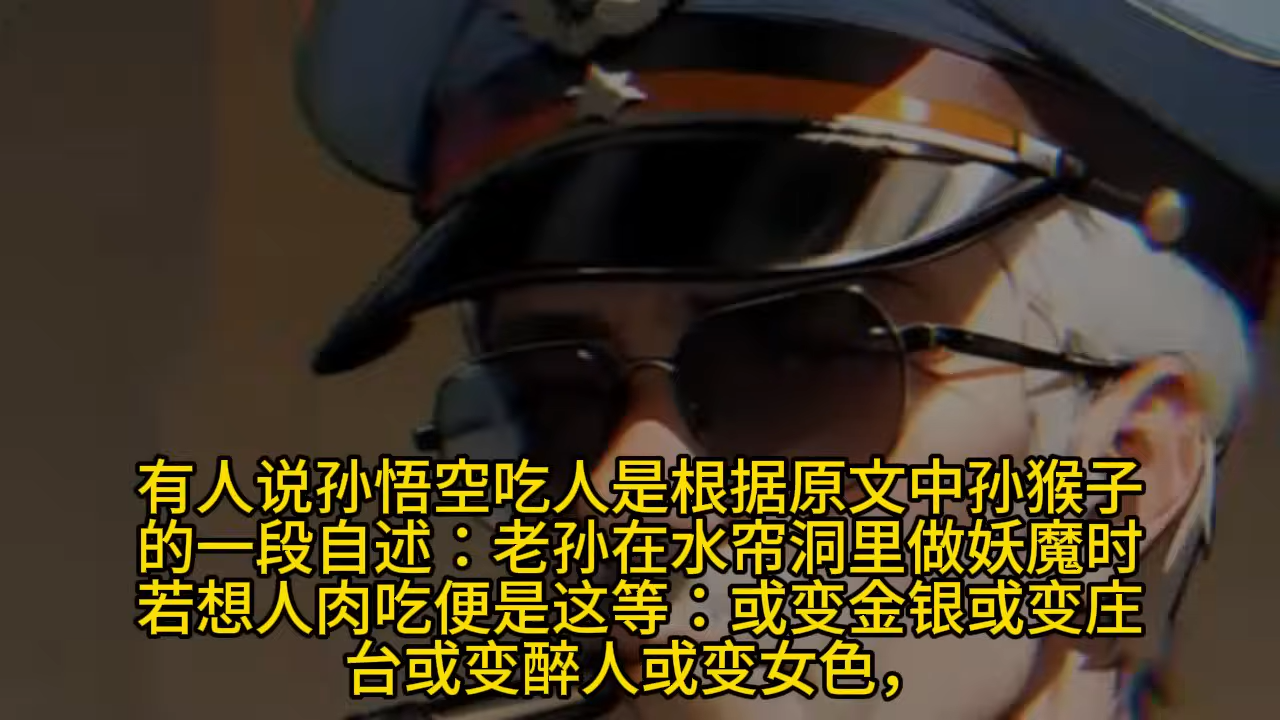 有人说孙悟空吃人是根据原文中孙猴子
的一段自述：老孙在水帘洞里做妖魔时
若想人肉吃便是这等：或变金银或变庄
台或变醉人或变女色，